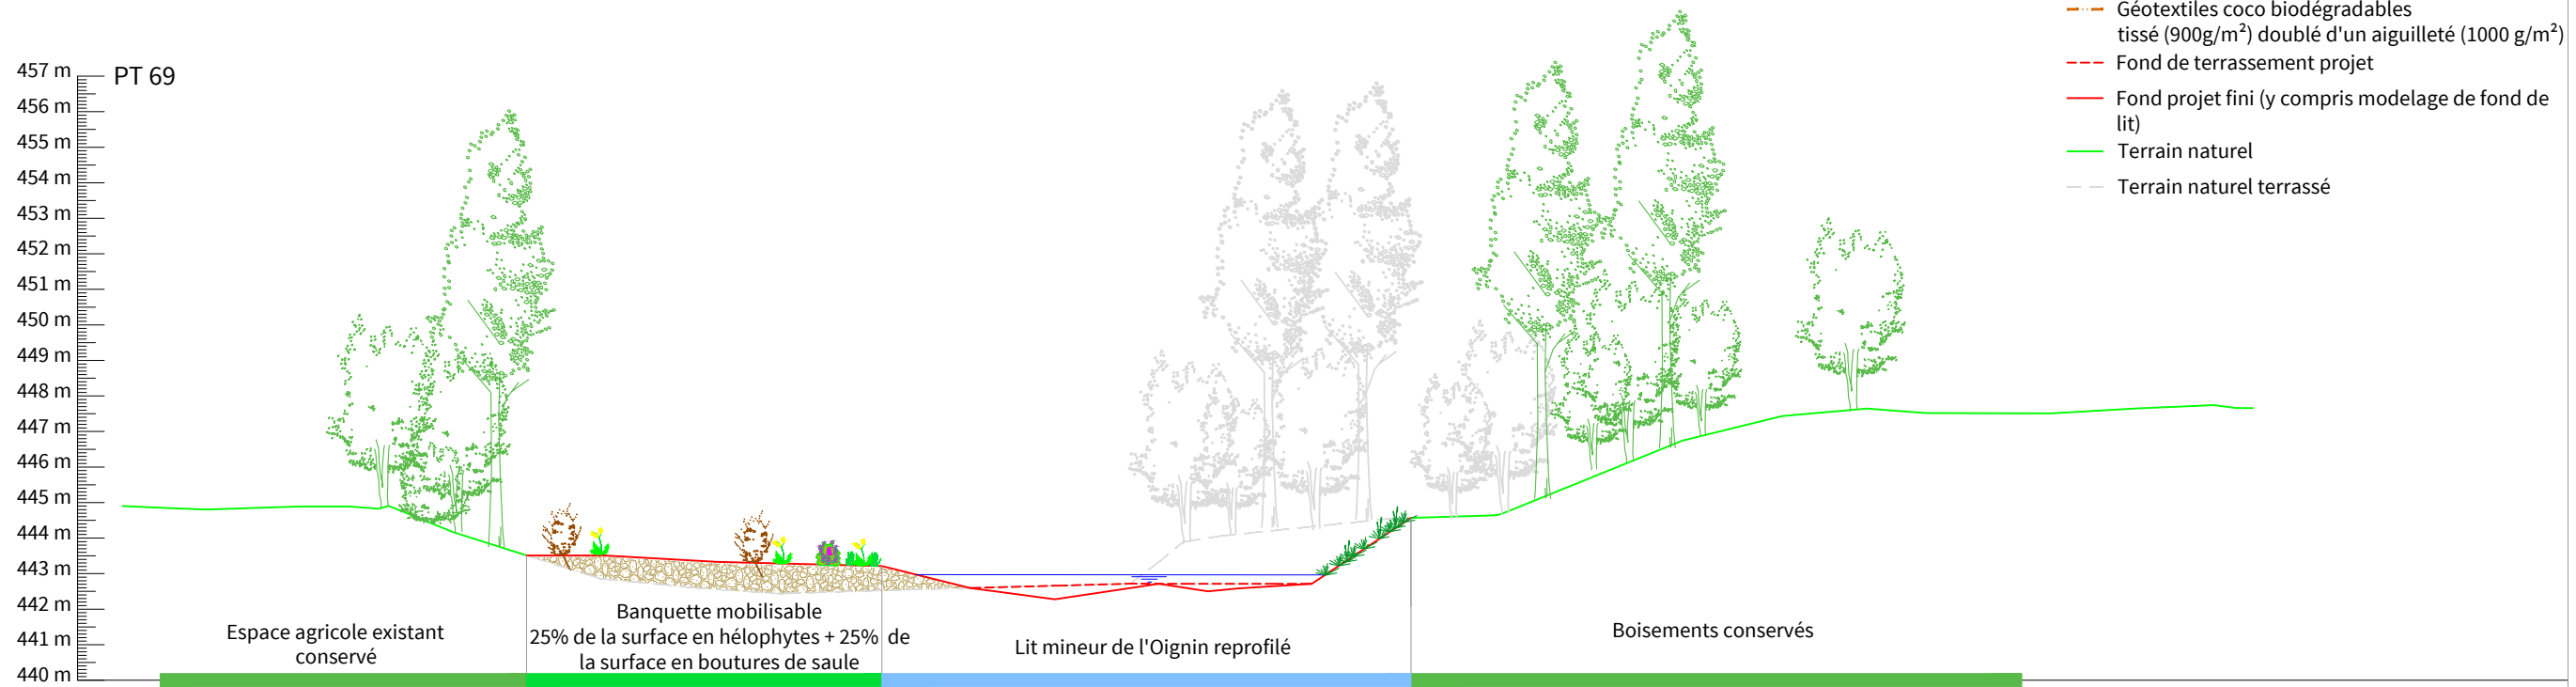 Géotextiles coco biodégradables
tissé (900g/m²) doublé d'un aiguilleté (1000 g/m²)
Fond de terrassement projet
Fond projet fini (y compris modelage de fond de
lit)
Terrain naturel
Terrain naturel terrassé
PT 69
457 m
456 m
455 m
454 m
453 m
452 m
451 m
450 m
449 m
448 m
447 m
446 m
445 m
444 m
443 m
442 m
441 m
440 m
Espace agricole existant
conservé
Banquette mobilisable
25% de la surface en hélophytes + 25% de
la surface en boutures de saule
Lit mineur de l'Oignin reprofilé
Boisements conservés